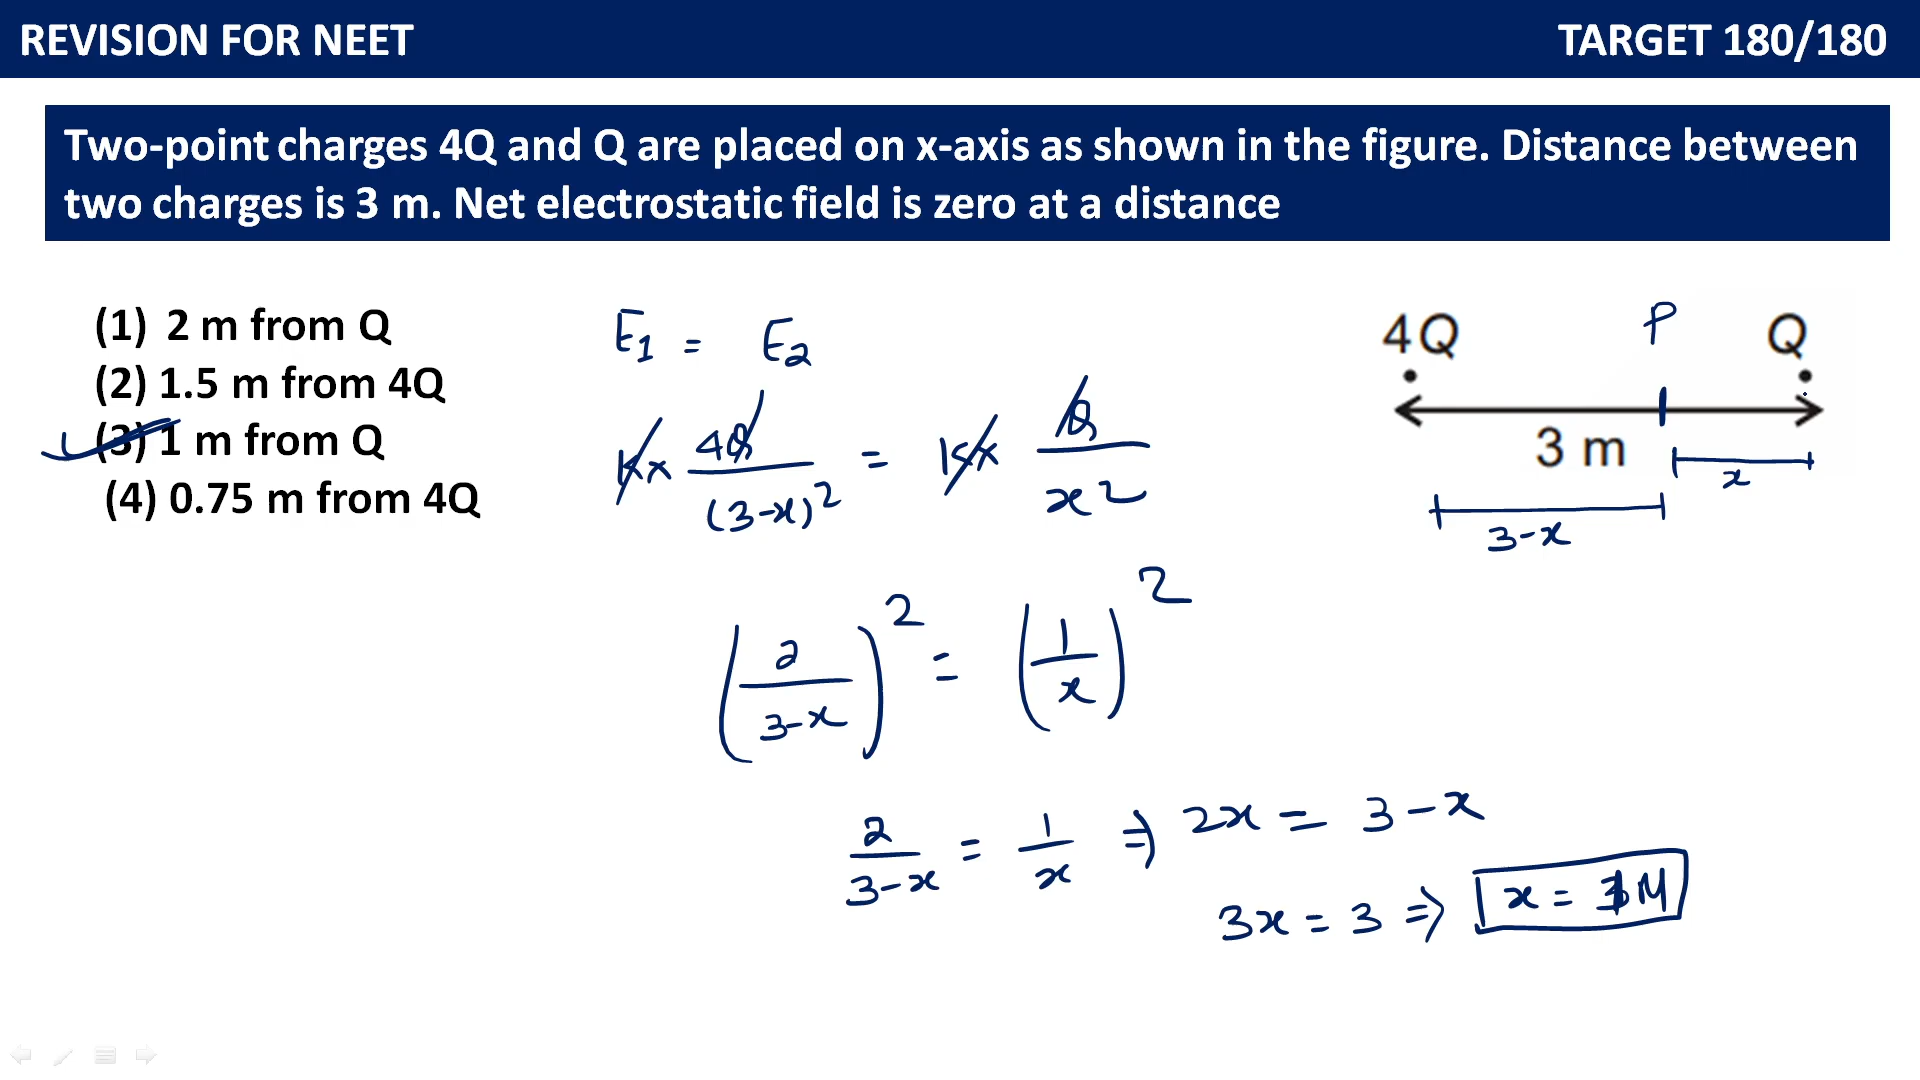 REVISION FOR NEET
TARGET 180/180
Two-point charges 4Q and Q are placed on x-axis as shown in the figure. Distance between
two charges is 3 m. Net electrostatic field is zero at a distance
(1) 2 m from Q
(2) 1.5 m from 4Q
(3) 1 m from Q
(4) 0.75 m from 4Q
E₁ = E₂
K × 4Q/(3-x)² = K × Q/x²
4Q P Q
3 m
x
3-x
(2/(3-x))² = (1/x)²
2/(3-x) = 1/x ⇒ 2x = 3-x
3x = 3 ⇒ x = 1M